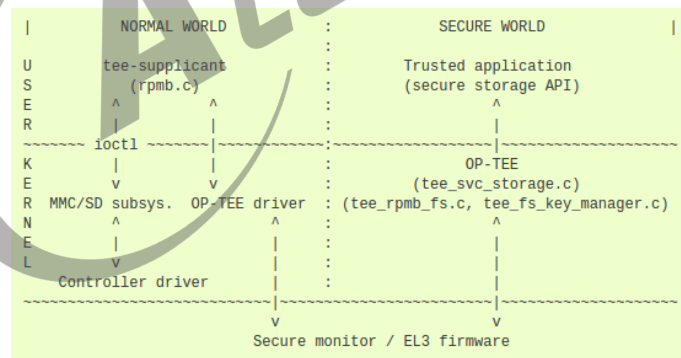 | NORMAL WORLD : SECURE WORLD |
:
U tee-supplicant : Trusted application
S (rpmb.c) : (secure storage API)
E ^ ^ : ^
R | | : |
~~~~~~~ ioctl ~~~~~~~|~~~~~~~~~~~~:~~~~~~~~~~~~~~~~~~|~~~~~~~~~~~~~~~~~~~~
K | | : OP-TEE
E v v : (tee_svc_storage.c)
R MMC/SD subsys. OP-TEE driver : (tee_rpmb_fs.c, tee_fs_key_manager.c)
N ^ ^ : ^
E | | : |
L v | : |
Controller driver | : |
~~~~~~~~~~~~~~~~~~~~~~~~~~~~|~~~~~~~~~~~~~~~~~~~~~~~~|~~~~~~~~~~~~~~~~~~~~
v v
Secure monitor / EL3 firmware